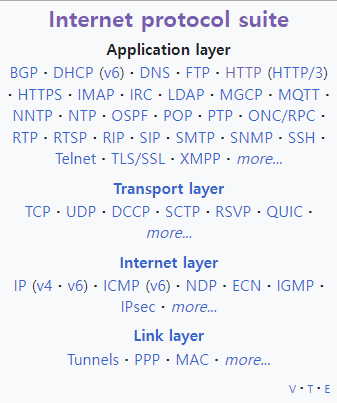 Internet protocol suite
Application layer
BGP · DHCP (v6) · DNS · FTP · HTTP (HTTP/3)
· HTTPS · IMAP · IRC · LDAP · MGCP · MQTT ·
NNTP · NTP · OSPF · POP · PTP · ONC/RPC ·
RTP · RTSP · RIP · SIP · SMTP · SNMP · SSH ·
Telnet · TLS/SSL · XMPP · more...
Transport layer
TCP · UDP · DCCP · SCTP · RSVP · QUIC ·
more...
Internet layer
IP (v4 · v6) · ICMP (v6) · NDP · ECN · IGMP ·
IPsec · more...
Link layer
Tunnels · PPP · MAC · more...
V · T · E